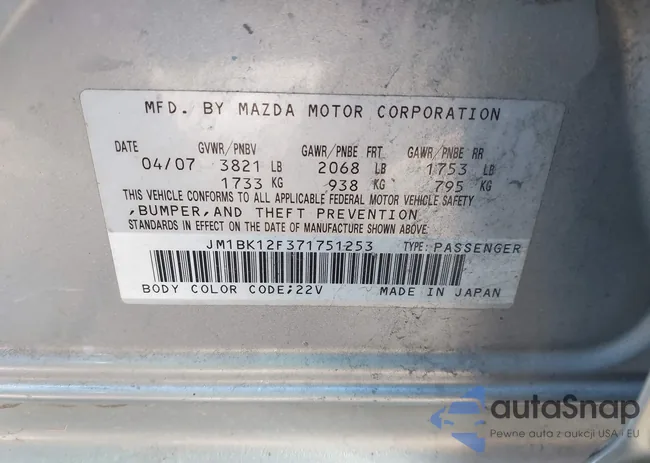 MFD. BY MAZDA MOTOR CORPORATION
DATE GVWR/PNBV GAWR/PNBE FRT GAWR/PNBE RR
04/07 3821 LB 2068 LB 1753 LB
1733 KG 938 KG 795 KG
THIS VEHICLE CONFORMS TO ALL APPLICABLE FEDERAL MOTOR VEHICLE SAFETY
,BUMPER,AND THEFT PREVENTION
STANDARDS IN EFFECT ON THE DATE OF MANUFACTURE SHOWN ABOVE.
JM1BK12F371751253 TYPE: PASSENGER
BODY COLOR CODE;22V MADE IN JAPAN
autaSnap
Pewne auta z aukcji USA i EU